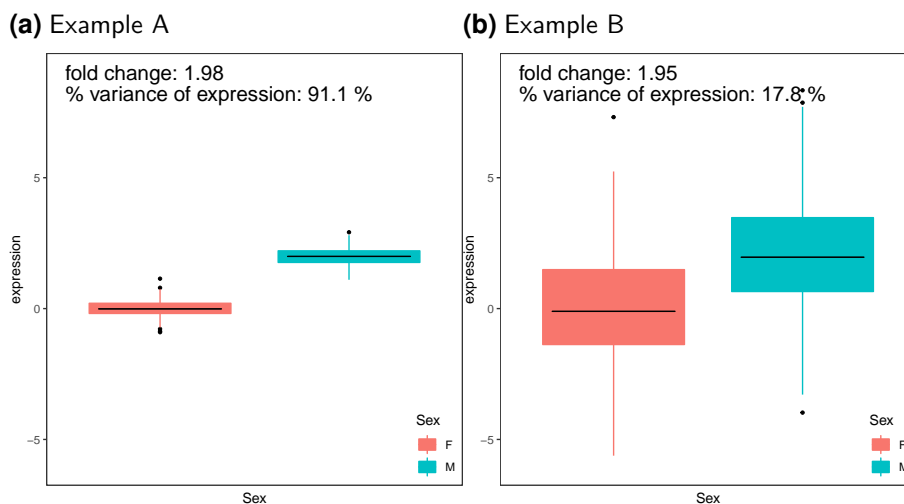 (a) Example A
fold change: 1.98
% variance of expression: 91.1 %
expression
5
0
−5
Sex
Sex
F
M
(b) Example B
fold change: 1.95
% variance of expression: 17.8 %
expression
5
0
−5
Sex
Sex
F
M